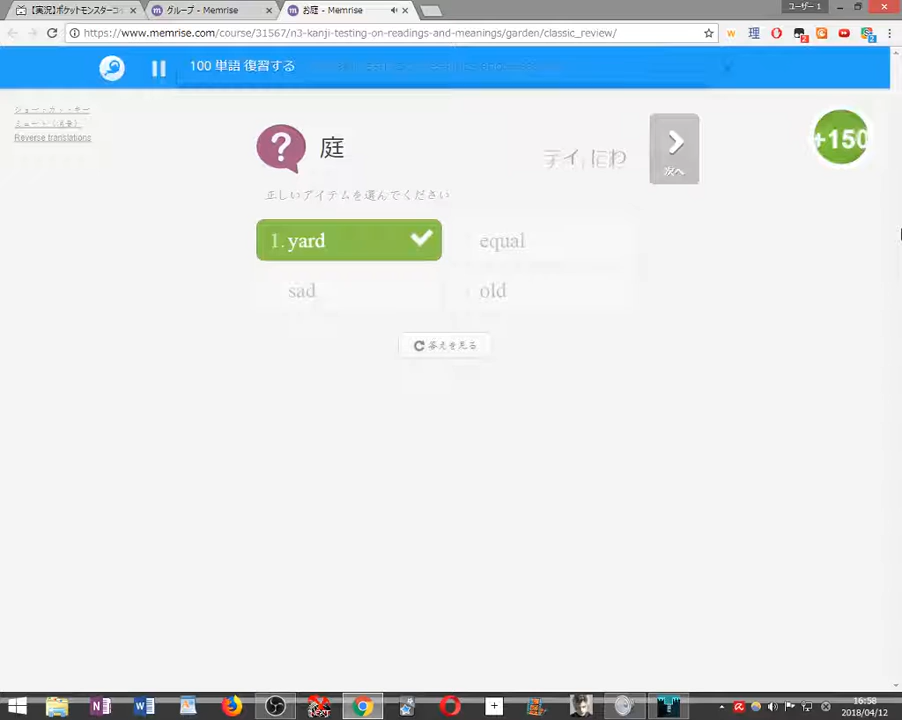 【実況】ポケットモンスターコ
グループ - Memrise
お庭 - Memrise
ユーザー 1
https://www.memrise.com/course/31567/n3-kanji-testing-on-readings-and-meanings/garden/classic_review/
100 単語 復習する
Reverse translations
庭
テイ, にわ
次へ
+150
正しいアイテムを選んでください
1. yard
equal
sad
old
答えを見る
16:58
2018/04/12